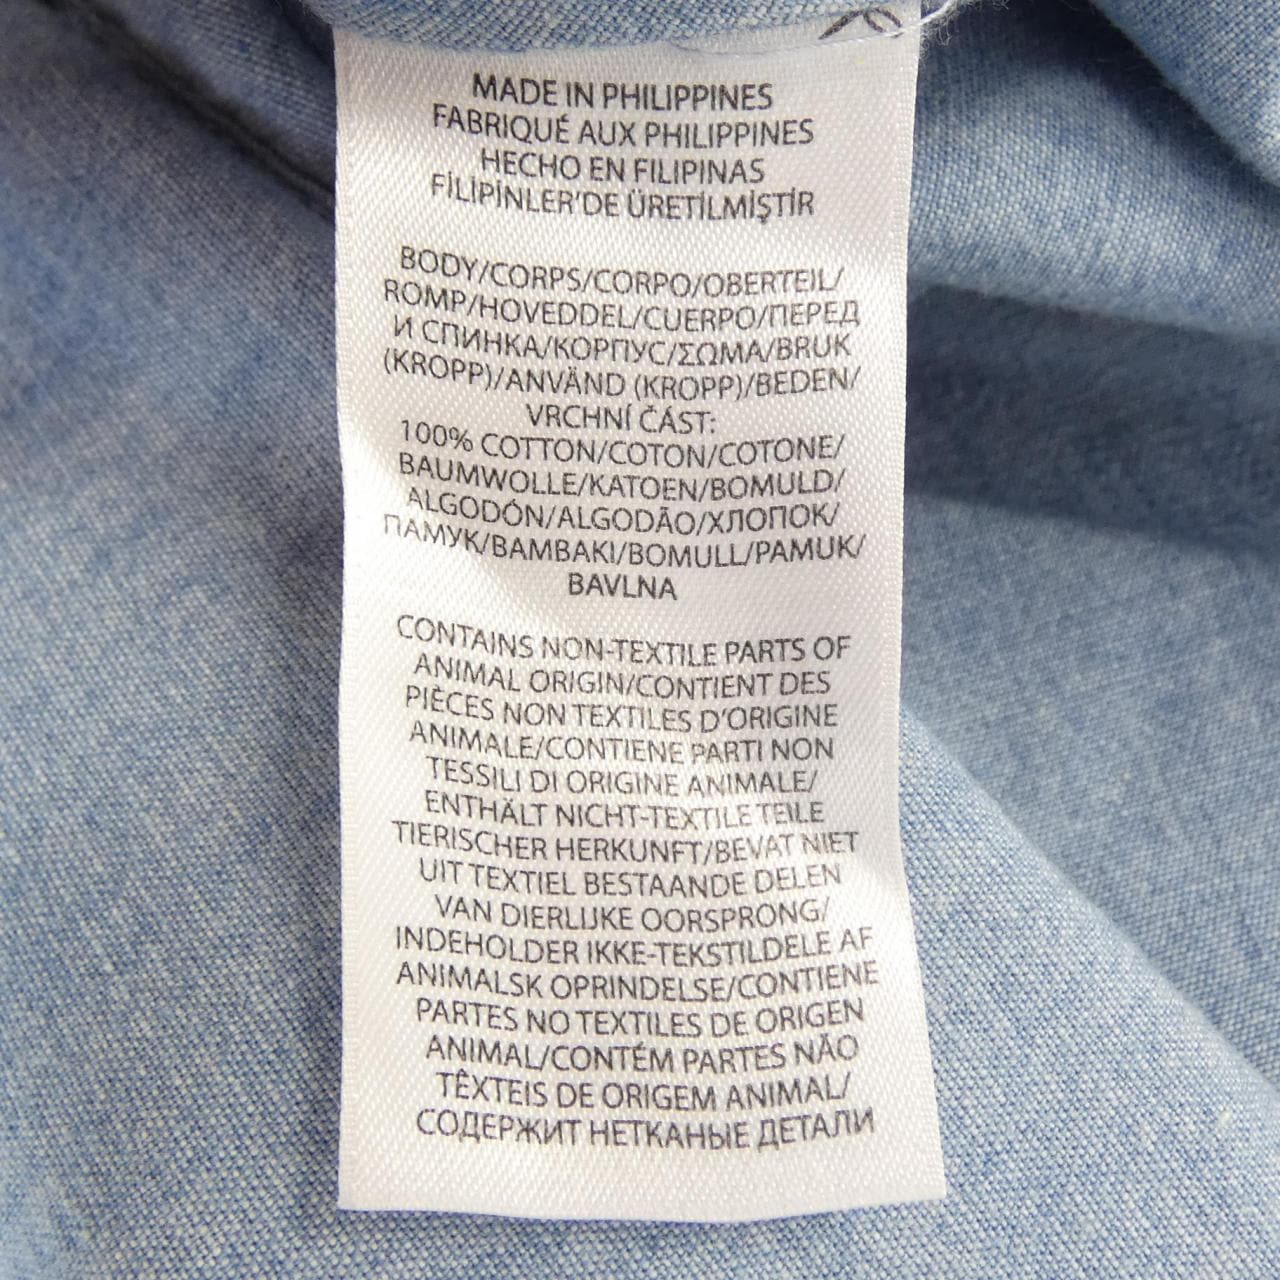 MADE IN PHILIPPINES
FABRIQUÉ AUX PHILIPPINES
HECHO EN FILIPINAS
FİLİPİNLER'DE ÜRETİLMİŞTİR
BODY/CORPS/CORPO/OBERTEIL/
ROMP/HOVEDDEL/CUERPO/ПЕРЕД
И СПИНКА/КОРПУС/ΣΩΜΑ/BRUK
(KROPP)/ANVÄND (KROPP)/BEDEN/
VRCHNÍ ČÁST:
100% COTTON/COTON/COTONE/
BAUMWOLLE/KATOEN/BOMULD/
ALGODÓN/ALGODÃO/ХЛОПОК/
ПАМУК/BAMBAKI/BOMULL/PAMUK/
BAVLNA
CONTAINS NON-TEXTILE PARTS OF
ANIMAL ORIGIN/CONTIENT DES
PIÈCES NON TEXTILES D'ORIGINE
ANIMALE/CONTIENE PARTI NON
TESSILI DI ORIGINE ANIMALE/
ENTHÄLT NICHT-TEXTILE TEILE
TIERISCHER HERKUNFT/BEVAT NIET
UIT TEXTIEL BESTAANDE DELEN
VAN DIERLIJKE OORSPRONG/
INDEHOLDER IKKE-TEKSTILDELE AF
ANIMALSK OPRINDELSE/CONTIENE
PARTES NO TEXTILES DE ORIGEN
ANIMAL/CONTÉM PARTES NÃO
TÊXTEIS DE ORIGEM ANIMAL/
СОДЕРЖИТ НЕТКАНЫЕ ДЕТАЛИ